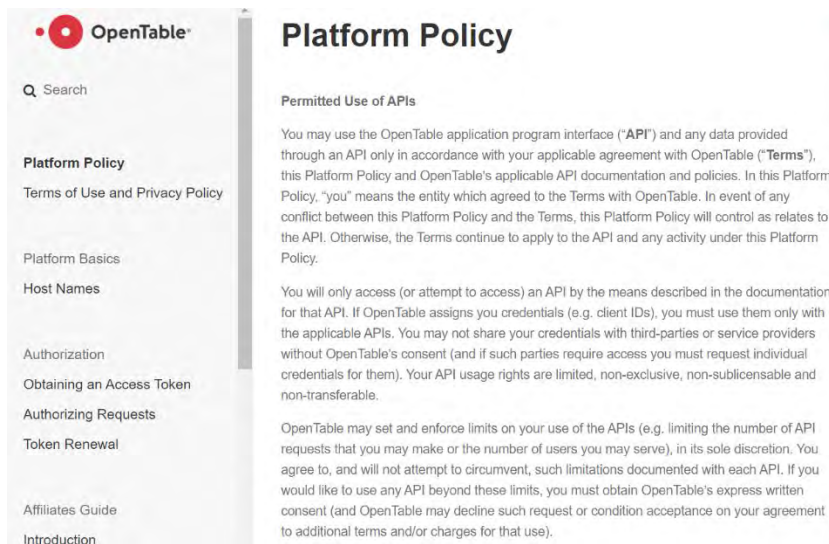 OpenTable®
Search
Platform Policy
Terms of Use and Privacy Policy
Platform Basics
Host Names
Authorization
Obtaining an Access Token
Authorizing Requests
Token Renewal
Affiliates Guide
Introduction
Platform Policy
Permitted Use of APIs
You may use the OpenTable application program interface (“API”) and any data provided
through an API only in accordance with your applicable agreement with OpenTable (“Terms”),
this Platform Policy and OpenTable's applicable API documentation and policies. In this Platform
Policy, “you” means the entity which agreed to the Terms with OpenTable. In event of any
conflict between this Platform Policy and the Terms, this Platform Policy will control as relates to
the API. Otherwise, the Terms continue to apply to the API and any activity under this Platform
Policy.
You will only access (or attempt to access) an API by the means described in the documentation
for that API. If OpenTable assigns you credentials (e.g. client IDs), you must use them only with
the applicable APIs. You may not share your credentials with third-parties or service providers
without OpenTable's consent (and if such parties require access you must request individual
credentials for them). Your API usage rights are limited, non-exclusive, non-sublicensable and
non-transferable.
OpenTable may set and enforce limits on your use of the APIs (e.g. limiting the number of API
requests that you may make or the number of users you may serve), in its sole discretion. You
agree to, and will not attempt to circumvent, such limitations documented with each API. If you
would like to use any API beyond these limits, you must obtain OpenTable's express written
consent (and OpenTable may decline such request or condition acceptance on your agreement
to additional terms and/or charges for that use).